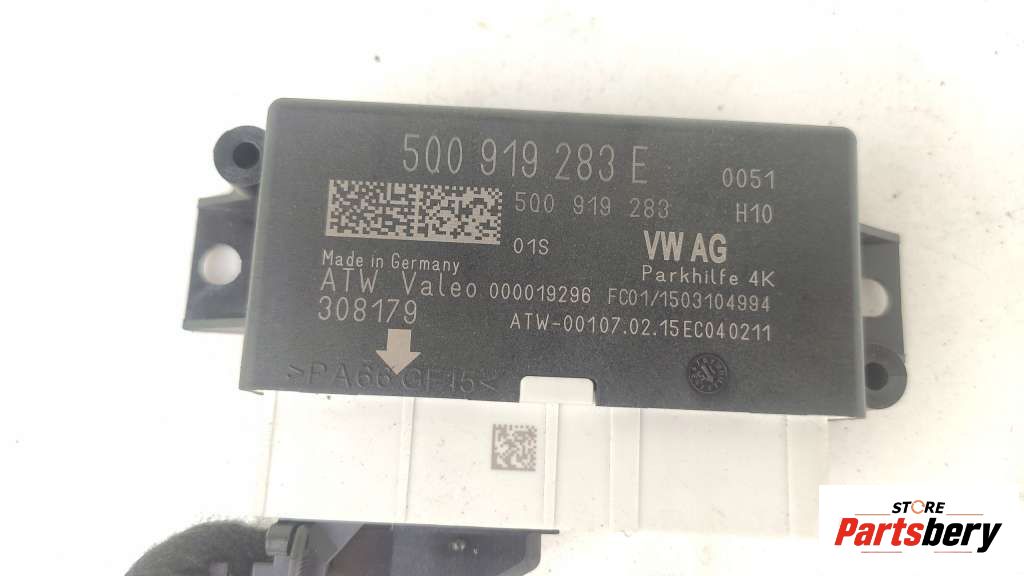 5Q0 919 283 E 0051
5Q0 919 283 H10
01S VW AG
Made in Germany Parkhilfe 4K
ATW Valeo 000019296 FC01/1503104994
308179 ATW-00107.02.15EC040211
>PA66 GF15<
STORE
Partsbery